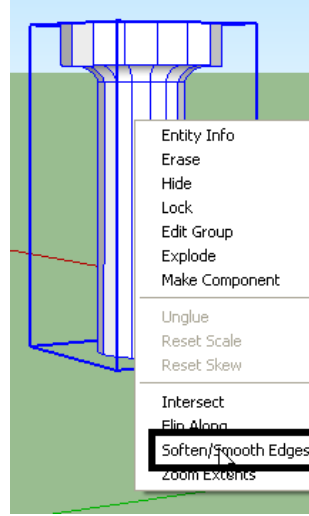 Entity Info
Erase
Hide
Lock
Edit Group
Explode
Make Component
Unglue
Reset Scale
Reset Skew
Intersect
Flip Along
Soften/Smooth Edges
Zoom Extents